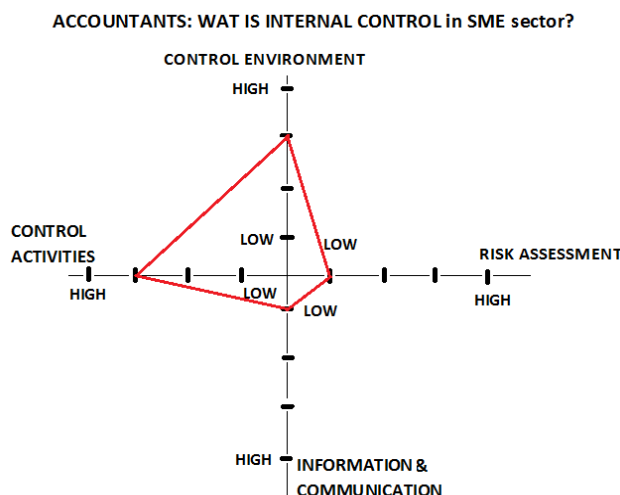 ACCOUNTANTS: WAT IS INTERNAL CONTROL in SME sector?
CONTROL ENVIRONMENT
HIGH
CONTROL
ACTIVITIES
LOW
LOW
RISK ASSESSMENT
HIGH
LOW
LOW
HIGH
HIGH
INFORMATION &
COMMUNICATION